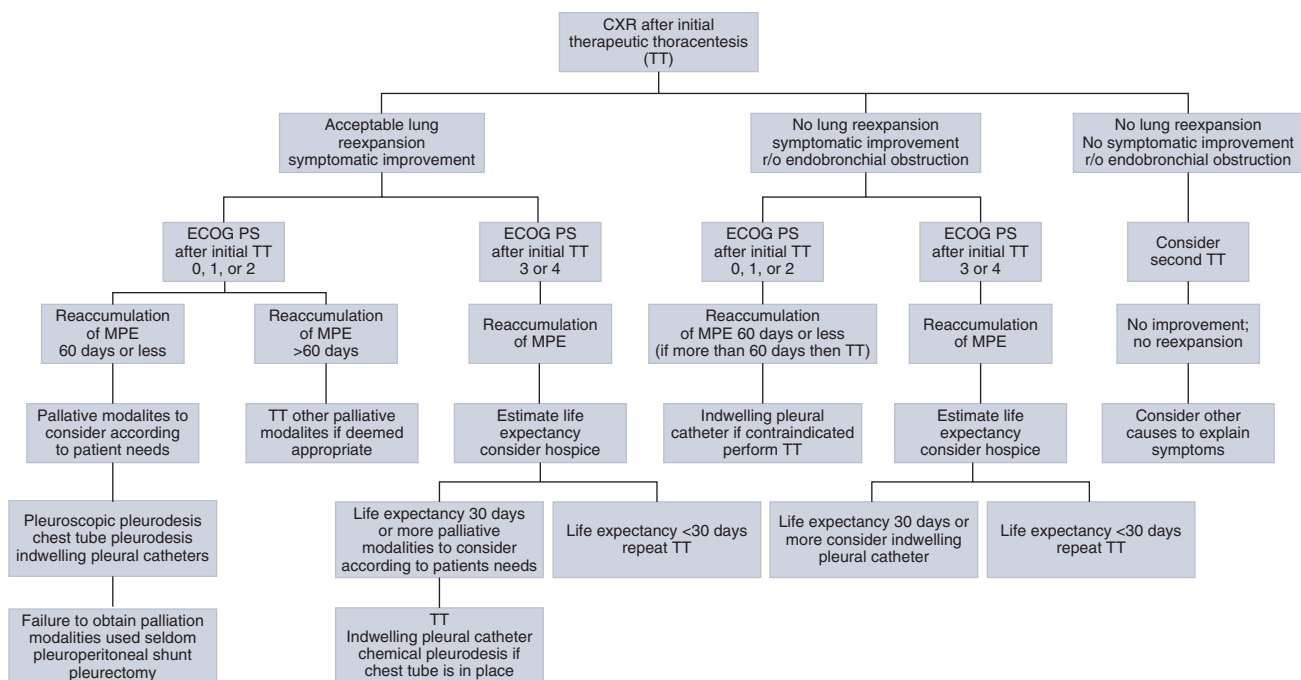 CXR after initial
therapeutic thoracentesis
(TT)
Acceptable lung
reexpansion
symptomatic improvement
No lung reexpansion
symptomatic improvement
r/o endobronchial obstruction
No lung reexpansion
No symptomatic improvement
r/o endobronchial obstruction
ECOG PS
after initial TT
0, 1, or 2
ECOG PS
after initial TT
3 or 4
ECOG PS
after initial TT
0, 1, or 2
ECOG PS
after initial TT
3 or 4
Consider
second TT
Reaccumulation
of MPE
60 days or less
Reaccumulation
of MPE
>60 days
Reaccumulation
of MPE
Reaccumulation
of MPE 60 days or less
(if more than 60 days then TT)
Reaccumulation
of MPE
No improvement;
no reexpansion
Pallative modalites to
consider according
to patient needs
TT other palliative
modalites if deemed
appropriate
Estimate life
expectancy
consider hospice
Indwelling pleural
catheter if contraindicated
perform TT
Estimate life
expectancy
consider hospice
Consider other
causes to explain
symptoms
Pleuroscopic pleurodesis
chest tube pleurodesis
indwelling pleural catheters
Life expectancy 30 days
or more palliative
modalities to consider
according to patients needs
Life expectancy <30 days
repeat TT
Life expectancy 30 days or
more consider indwelling
pleural catheter
Life expectancy <30 days
repeat TT
Failure to obtain palliation
modalities used seldom
pleuroperitoneal shunt
pleurectomy
TT
Indwelling pleural catheter
chemical pleurodesis if
chest tube is in place